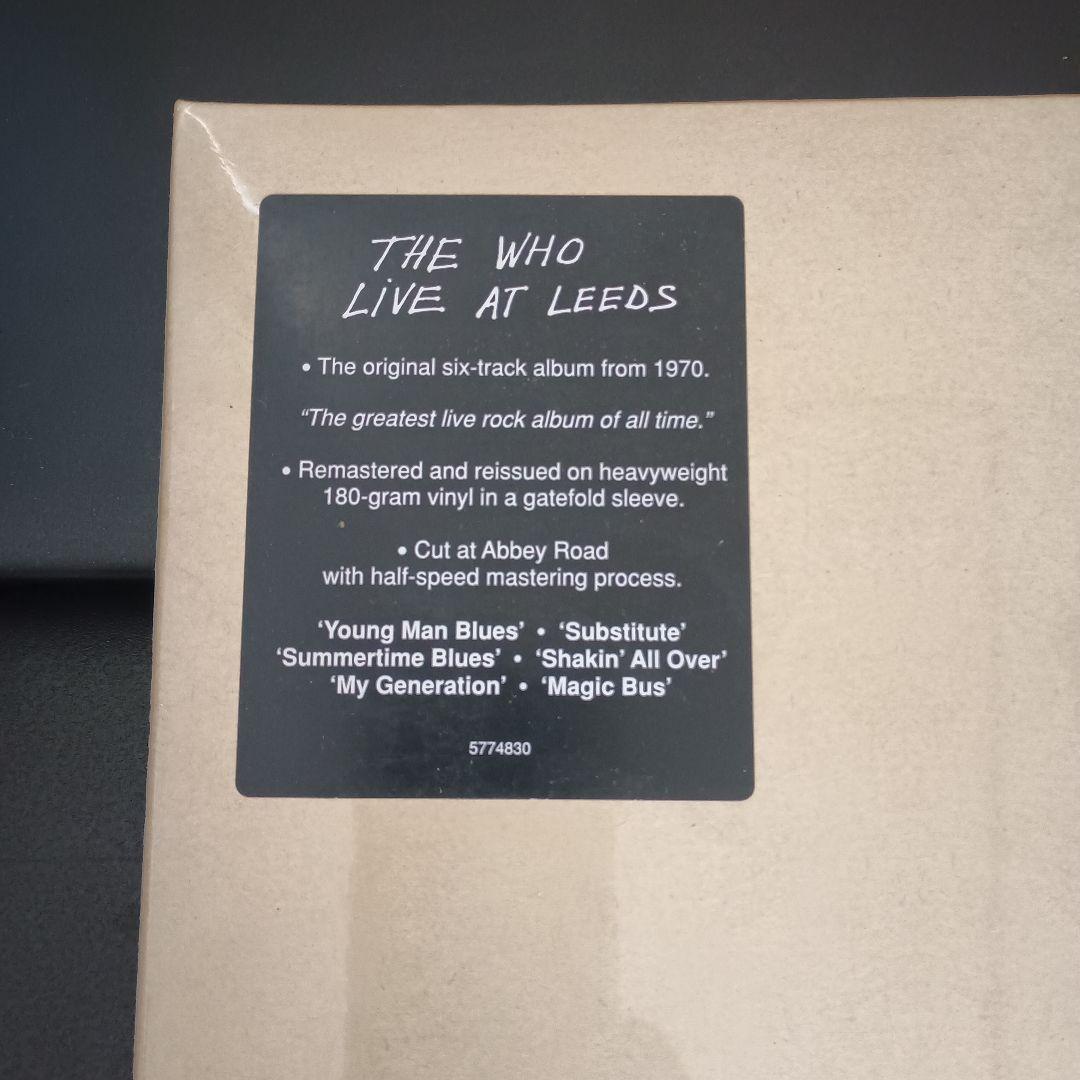 THE WHO
LiVE AT LEEDS
• The original six-track album from 1970.
“The greatest live rock album of all time.”
• Remastered and reissued on heavyweight
180-gram vinyl in a gatefold sleeve.
• Cut at Abbey Road
with half-speed mastering process.
‘Young Man Blues’ • ‘Substitute’
‘Summertime Blues’ • ‘Shakin’ All Over’
‘My Generation’ • ‘Magic Bus’
5774830